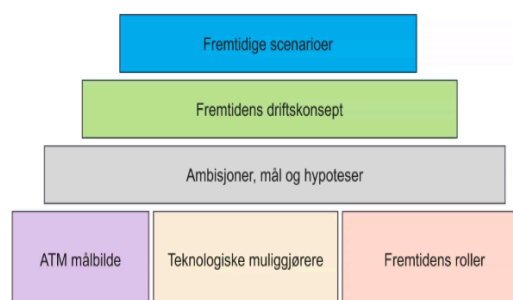 Fremtidige scenarioer
Fremtidens driftskonsept
Ambisjoner, mål og hypoteser
ATM målbilde
Teknologiske muliggjørere
Fremtidens roller